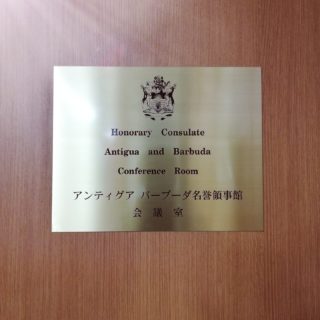 Honorary Consulate
Antigua and Barbuda
Conference Room
アンティグア バーブーダ名誉領事館
会議室